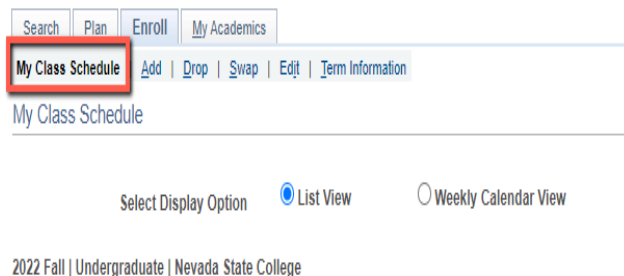 Search Plan Enroll My Academics
My Class Schedule | Add | Drop | Swap | Edit | Term Information
My Class Schedule
Select Display Option List View Weekly Calendar View
2022 Fall | Undergraduate | Nevada State College